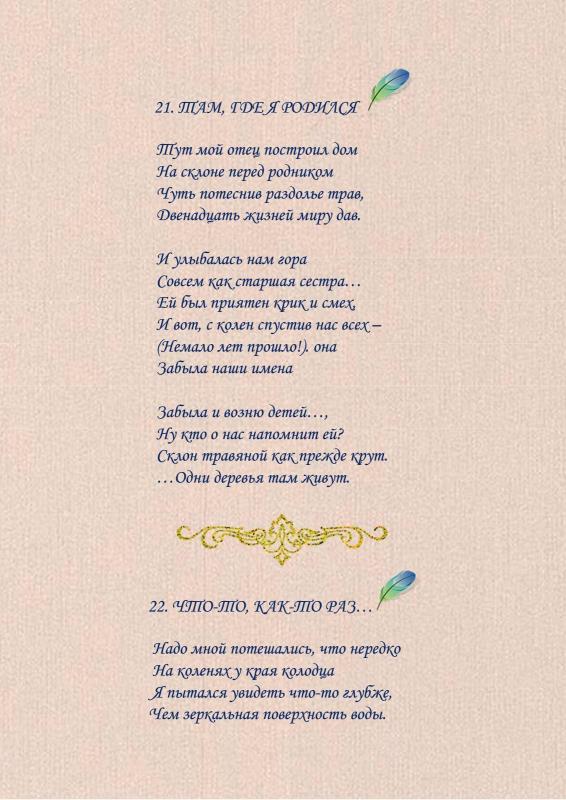 21. ТАМ, ГДЕ Я РОДИЛСЯ
Тут мой отец построил дом
На склоне перед родником
Чуть потеснив раздолье трав,
Двенадцать жизней миру дав.
И улыбалась нам гора
Совсем как старшая сестра…
Ей был приятен крик и смех,
И вот, с колен спустив нас всех –
(Немало лет прошло!). она
Забыла наши имена
Забыла и возню детей…,
Ну кто о нас напомнит ей?
Склон травяной как прежде крут.
…Одни деревья там живут.
22. ЧТО-ТО, КАК-ТО РАЗ…
Надо мной потешались, что нередко
На коленях у края колодца
Я пытался увидеть что-то глубже,
Чем зеркальная поверхность воды.